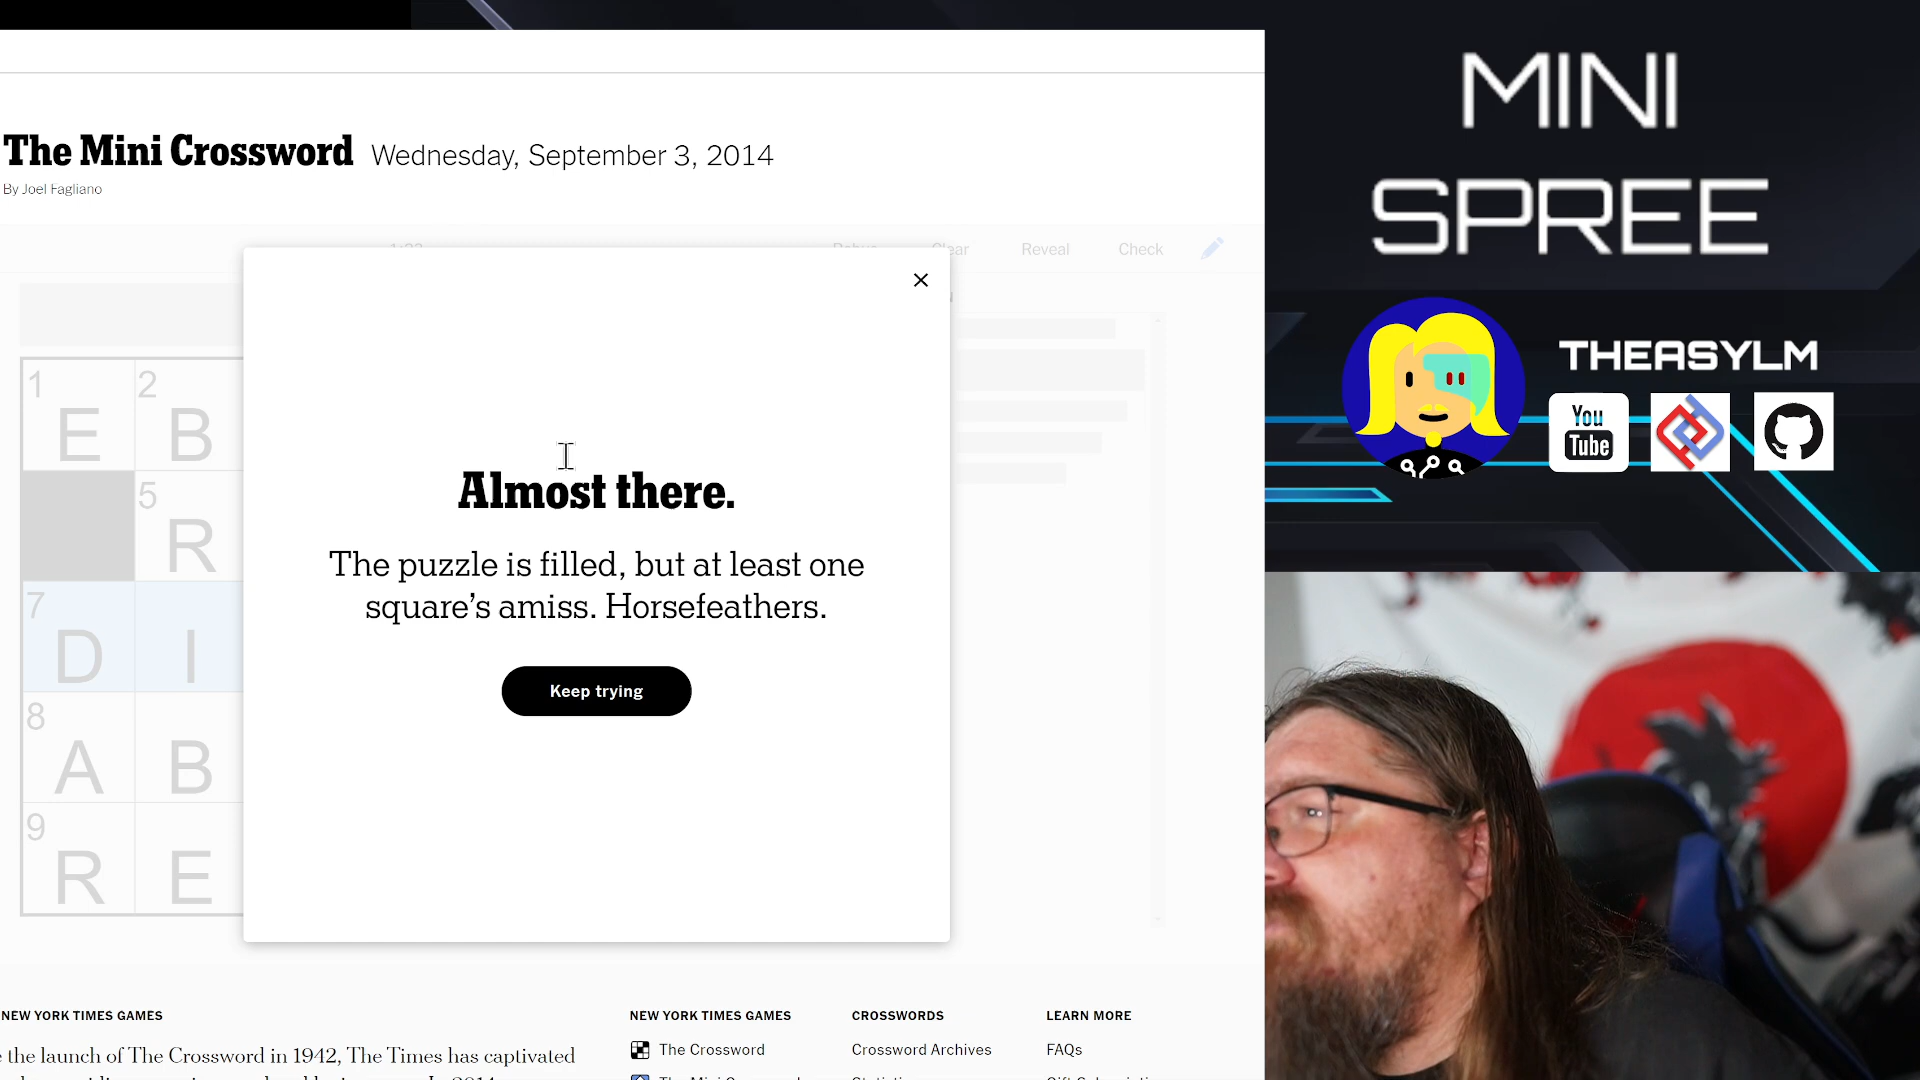 MINI
SPREE
The Mini Crossword Wednesday, September 3, 2014
By Joel Fagliano
THEASYLM
You
Tube
Clear Reveal Check
Almost there.
The puzzle is filled, but at least one
square's amiss. Horsefeathers.
Keep trying
1 E 2 B
5 R
7 D I
8 A B
9 R E
NEW YORK TIMES GAMES
the launch of The Crossword in 1942, The Times has captivated
NEW YORK TIMES GAMES
The Crossword
CROSSWORDS
Crossword Archives
LEARN MORE
FAQs